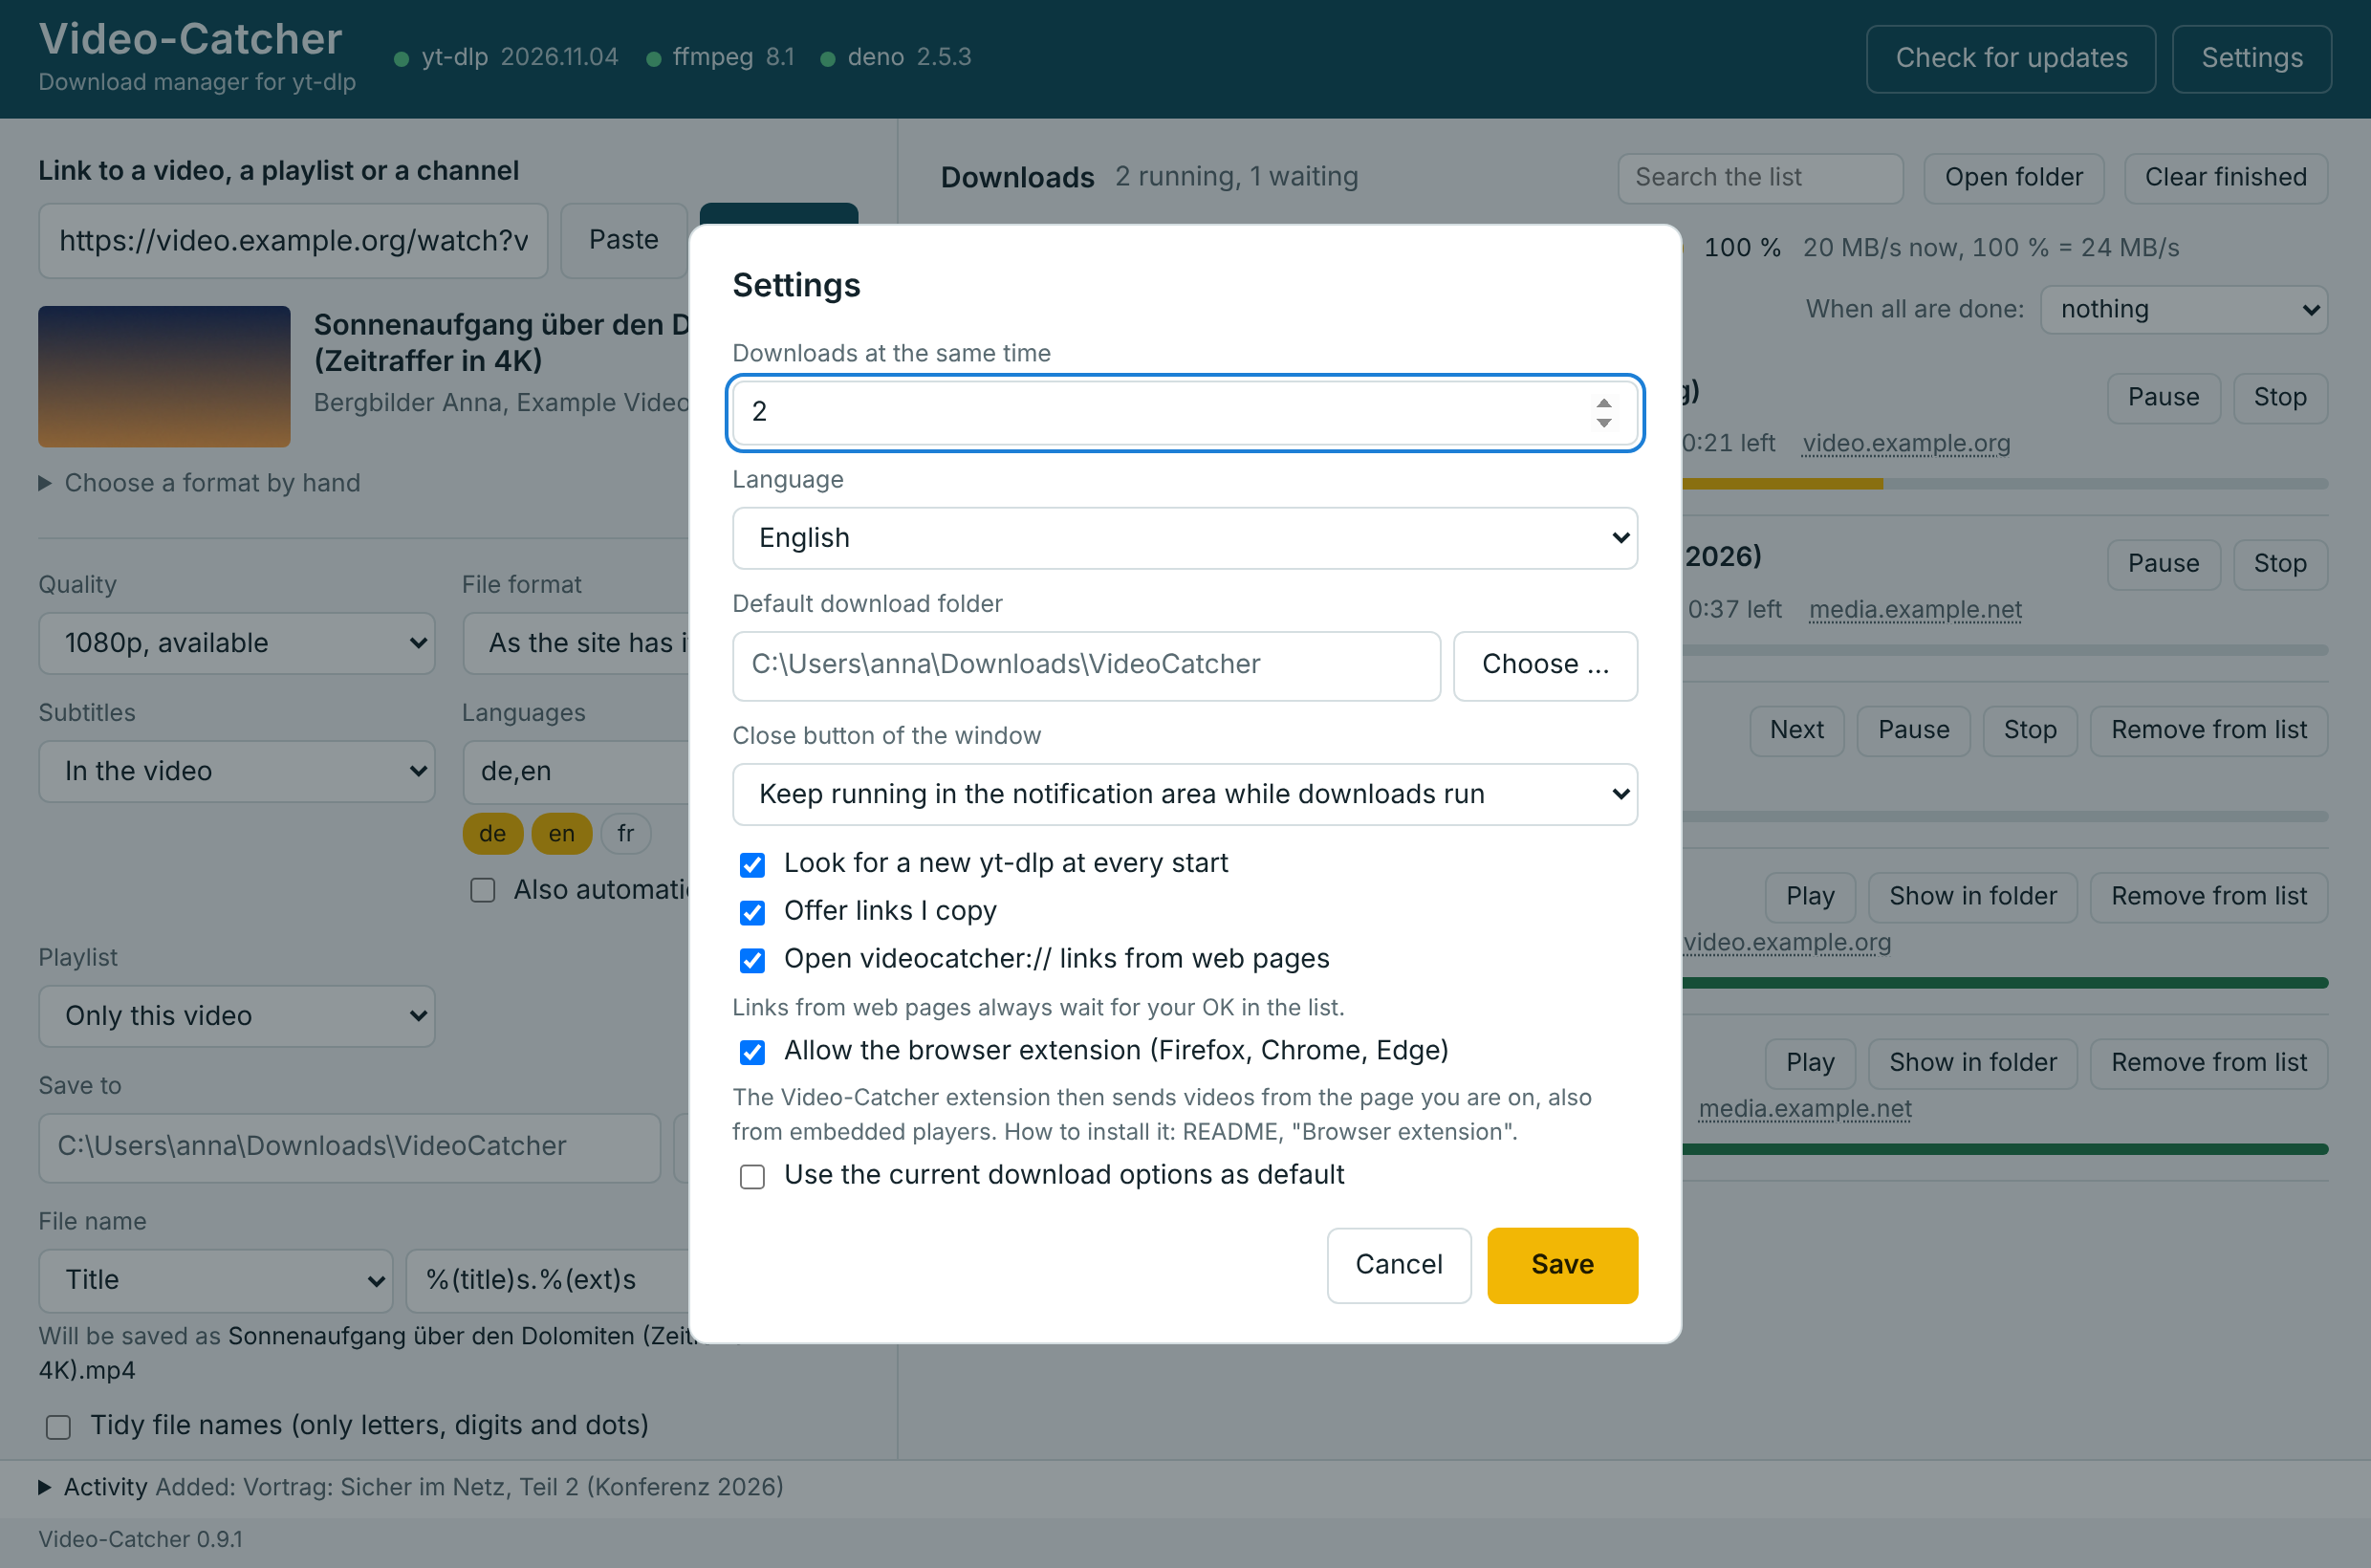 Video-Catcher
Download manager for yt-dlp
yt-dlp 2026.11.04 ffmpeg 8.1 deno 2.5.3
Check for updates
Settings
Link to a video, a playlist or a channel
https://video.example.org/watch?v
Paste
Sonnenaufgang über den D
(Zeitraffer in 4K)
Bergbilder Anna, Example Video
Choose a format by hand
Quality
1080p, available
File format
As the site has i
Subtitles
In the video
Languages
de,en
de en fr
Also automati
Playlist
Only this video
Save to
C:\Users\anna\Downloads\VideoCatcher
File name
Title
%(title)s.%(ext)s
Will be saved as Sonnenaufgang über den Dolomiten (Zeit
4K).mp4
Tidy file names (only letters, digits and dots)
Downloads 2 running, 1 waiting
Search the list
Open folder
Clear finished
100 % 20 MB/s now, 100 % = 24 MB/s
When all are done: nothing
g)
Pause Stop
0:21 left video.example.org
2026)
Pause Stop
0:37 left media.example.net
Next Pause Stop Remove from list
Play Show in folder Remove from list
video.example.org
Play Show in folder Remove from list
media.example.net
Settings
Downloads at the same time
2
Language
English
Default download folder
C:\Users\anna\Downloads\VideoCatcher
Choose ...
Close button of the window
Keep running in the notification area while downloads run
Look for a new yt-dlp at every start
Offer links I copy
Open videocatcher:// links from web pages
Links from web pages always wait for your OK in the list.
Allow the browser extension (Firefox, Chrome, Edge)
The Video-Catcher extension then sends videos from the page you are on, also
from embedded players. How to install it: README, "Browser extension".
Use the current download options as default
Cancel
Save
Activity Added: Vortrag: Sicher im Netz, Teil 2 (Konferenz 2026)
Video-Catcher 0.9.1